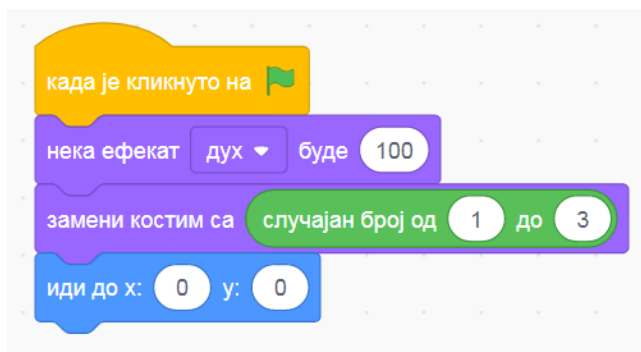 када је кликнуто на
нека ефекат дух буде 100
замени костим са случајан број од 1 до 3
иди до x: 0 y: 0